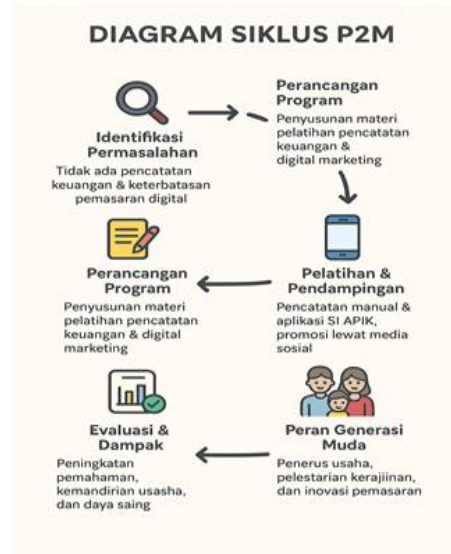 DIAGRAM SIKLUS P2M
Identifikasi
Permasalahan
Tidak ada pencatatan
keuangan & keterbatasan
pemasaran digital
Perancangan
Program
Penyusunan materi
pelatihan pencatatan
keuangan &
digital marketing
Perancangan
Program
Penyusunan materi
pelatihan pencatatan
keuangan & digital
marketing
Pelatihan &
Pendampingan
Pencatatan manual &
aplikasi SI APIK,
promosi lewat media
sosial
Evaluasi &
Dampak
Peningkatan
pemahaman,
kemandirian usasha,
dan daya saing
Peran Generasi
Muda
Penerus usaha,
pelestarian kerajiinan,
dan inovasi pemasaran